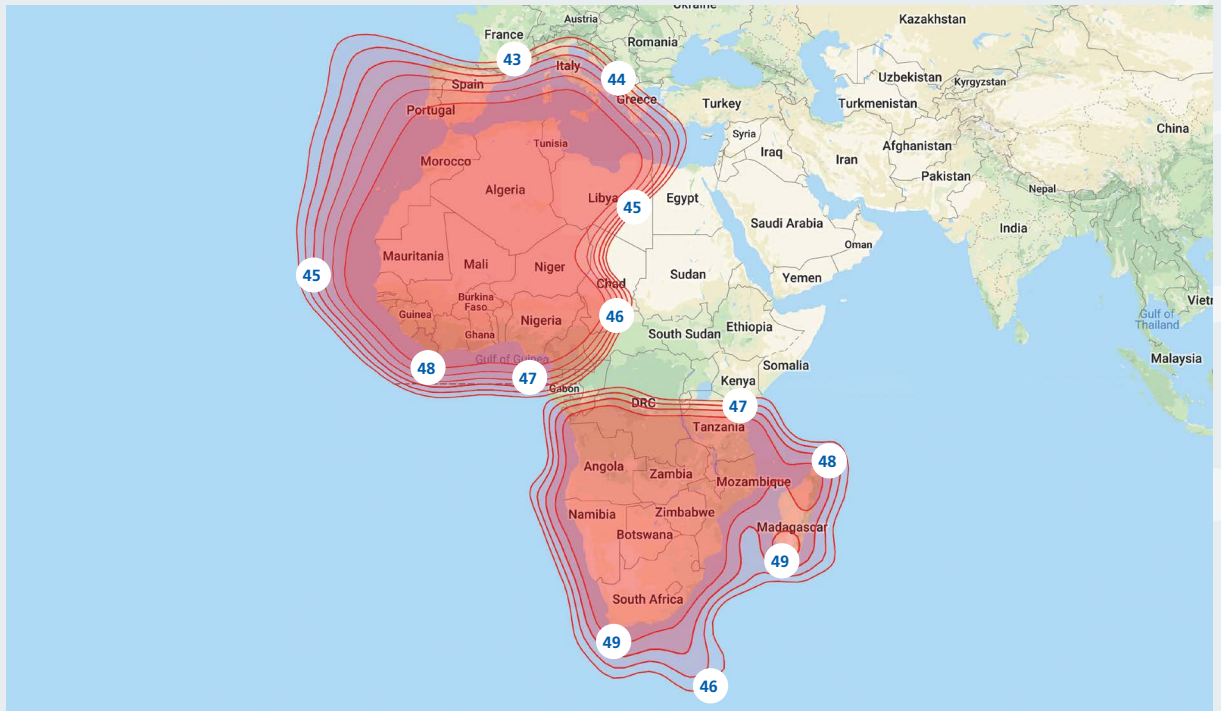 Ukraine
Austria
Kazakhstan
France
Romania
43
Italy
44
Uzbekistan
Kyrgyzstan
Spain
Greece
Turkey
Turkmenistan
Portugal
China
Syria
Tunisia
Iraq
Afghanistan
Morocco
Iran
Pakistan
Nepal
Algeria
Libya
45
Egypt
Saudi Arabia
India
Oman
Mauritania
Mali
Niger
45
Chad
Sudan
Yemen
Burkina
Faso
Guinea
Nigeria
46
Ethiopia
Ghana
South Sudan
Gulf of
Thailand
Gulf of Guinea
Somalia
Malaysia
48
47
Gabon
Kenya
DRC
47
Tanzania
Angola
Zambia
48
Mozambique
Namibia
Zimbabwe
Madagascar
Botswana
49
South Africa
49
46